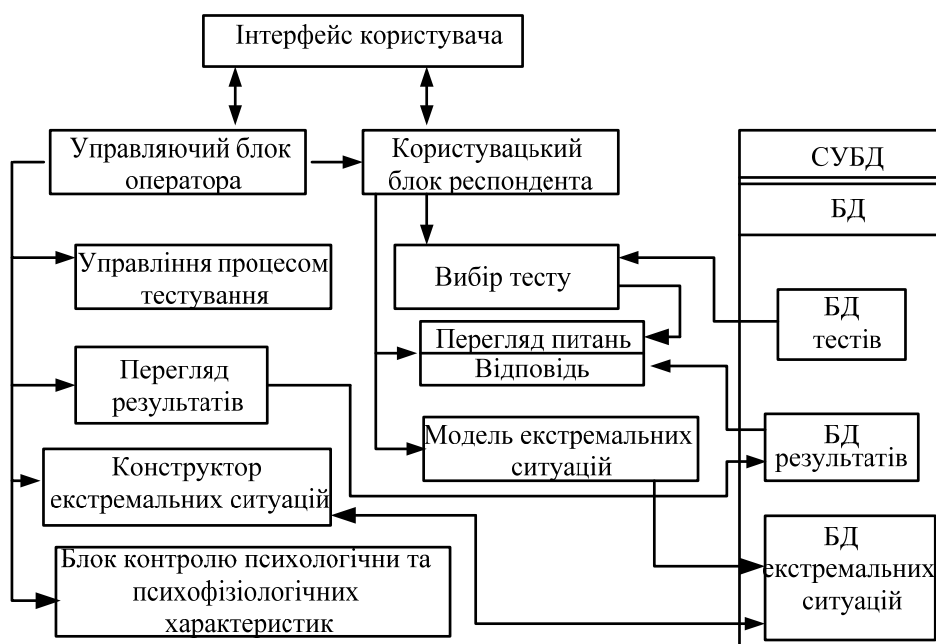 Інтерфейс користувача
Управляючий блок
оператора
Користувацький
блок респондента
СУБД
БД
Управління процесом
тестування
Вибір тесту
БД
тестів
Перегляд питань
Відповідь
Перегляд
результатів
Модель екстремальних
ситуацій
БД
результатів
Конструктор
екстремальних ситуацій
БД
екстремальних
ситуацій
Блок контролю психологічни та
психофізіологічних
характеристик